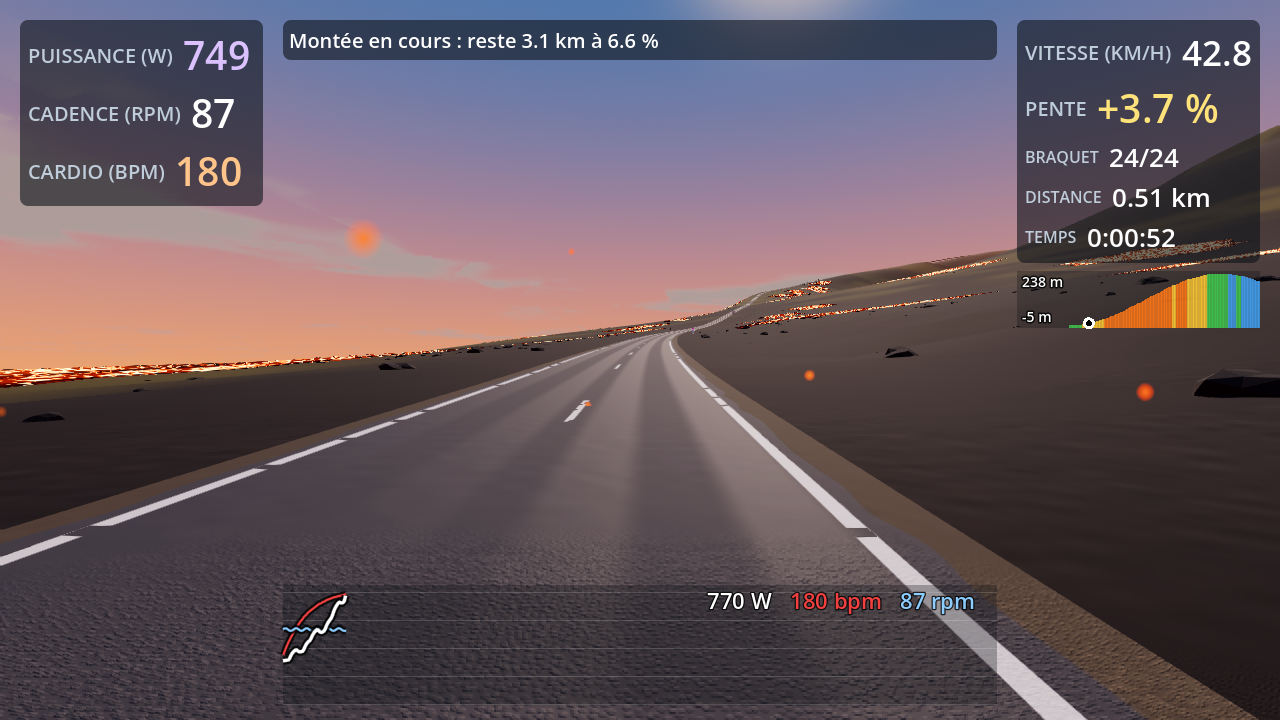 PUISSANCE (W) 749
CADENCE (RPM) 87
CARDIO (BPM) 180
Montée en cours : reste 3.1 km à 6.6 %
VITESSE (KM/H) 42.8
PENTE +3.7 %
BRAQUET 24/24
DISTANCE 0.51 km
TEMPS 0:00:52
238 m
-5 m
770 W 180 bpm 87 rpm